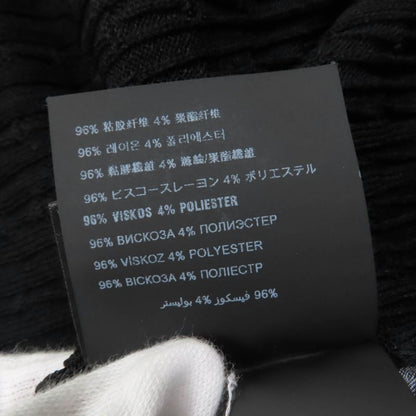 96% 粘胶纤维 4% 聚酯纤维
96% 레이온 4% 폴리에스터
96% 黏膠纖維 4% 滌綸/聚酯纖維
96% ビスコースレーヨン 4% ポリエステル
96% VISKOS 4% POLIESTER
96% ВИСКОЗА 4% ПОЛИЭСТЕР
96% VİSKOZ 4% POLYESTER
96% ВІСКОЗА 4% ПОЛІЕСТР
96% فيسكوز 4% بوليستر